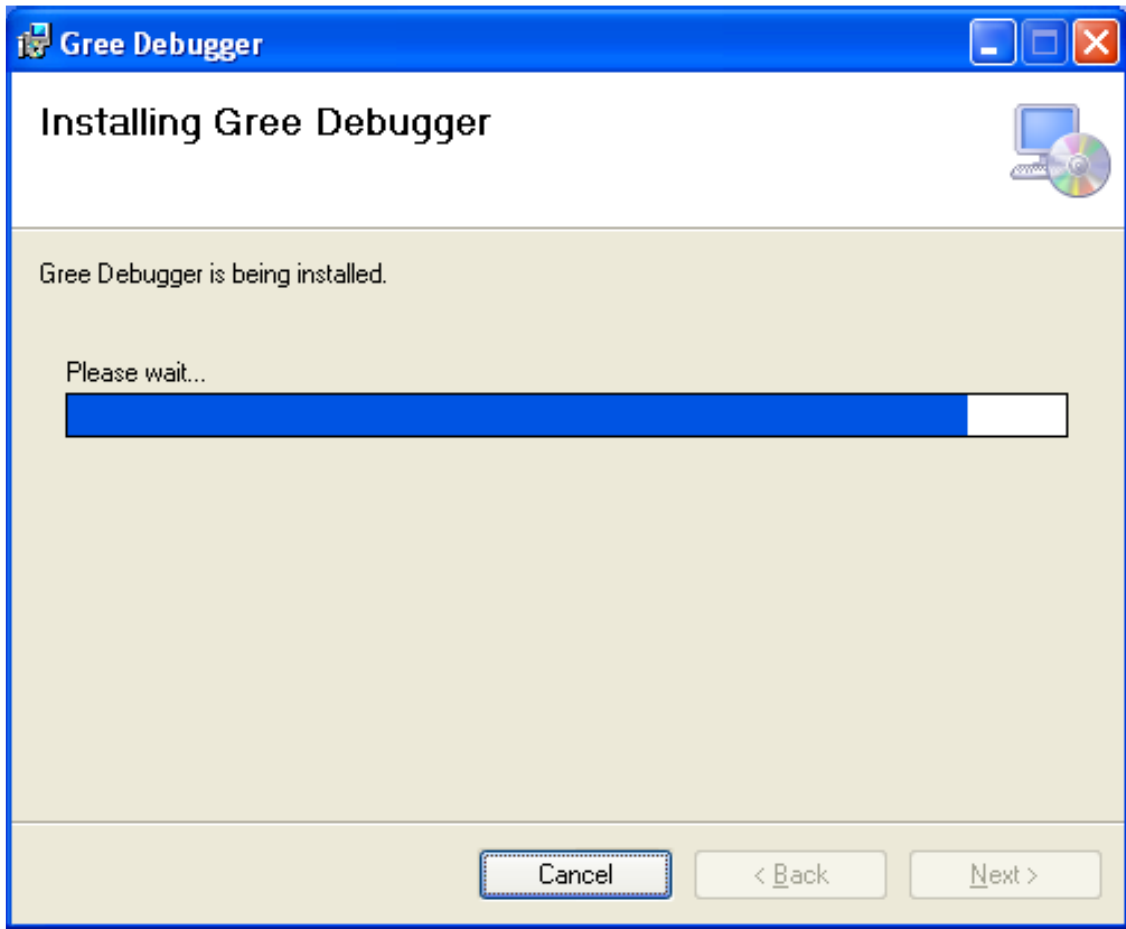 Gree Debugger
Installing Gree Debugger
Gree Debugger is being installed.
Please wait...
Cancel
< Back
Next >